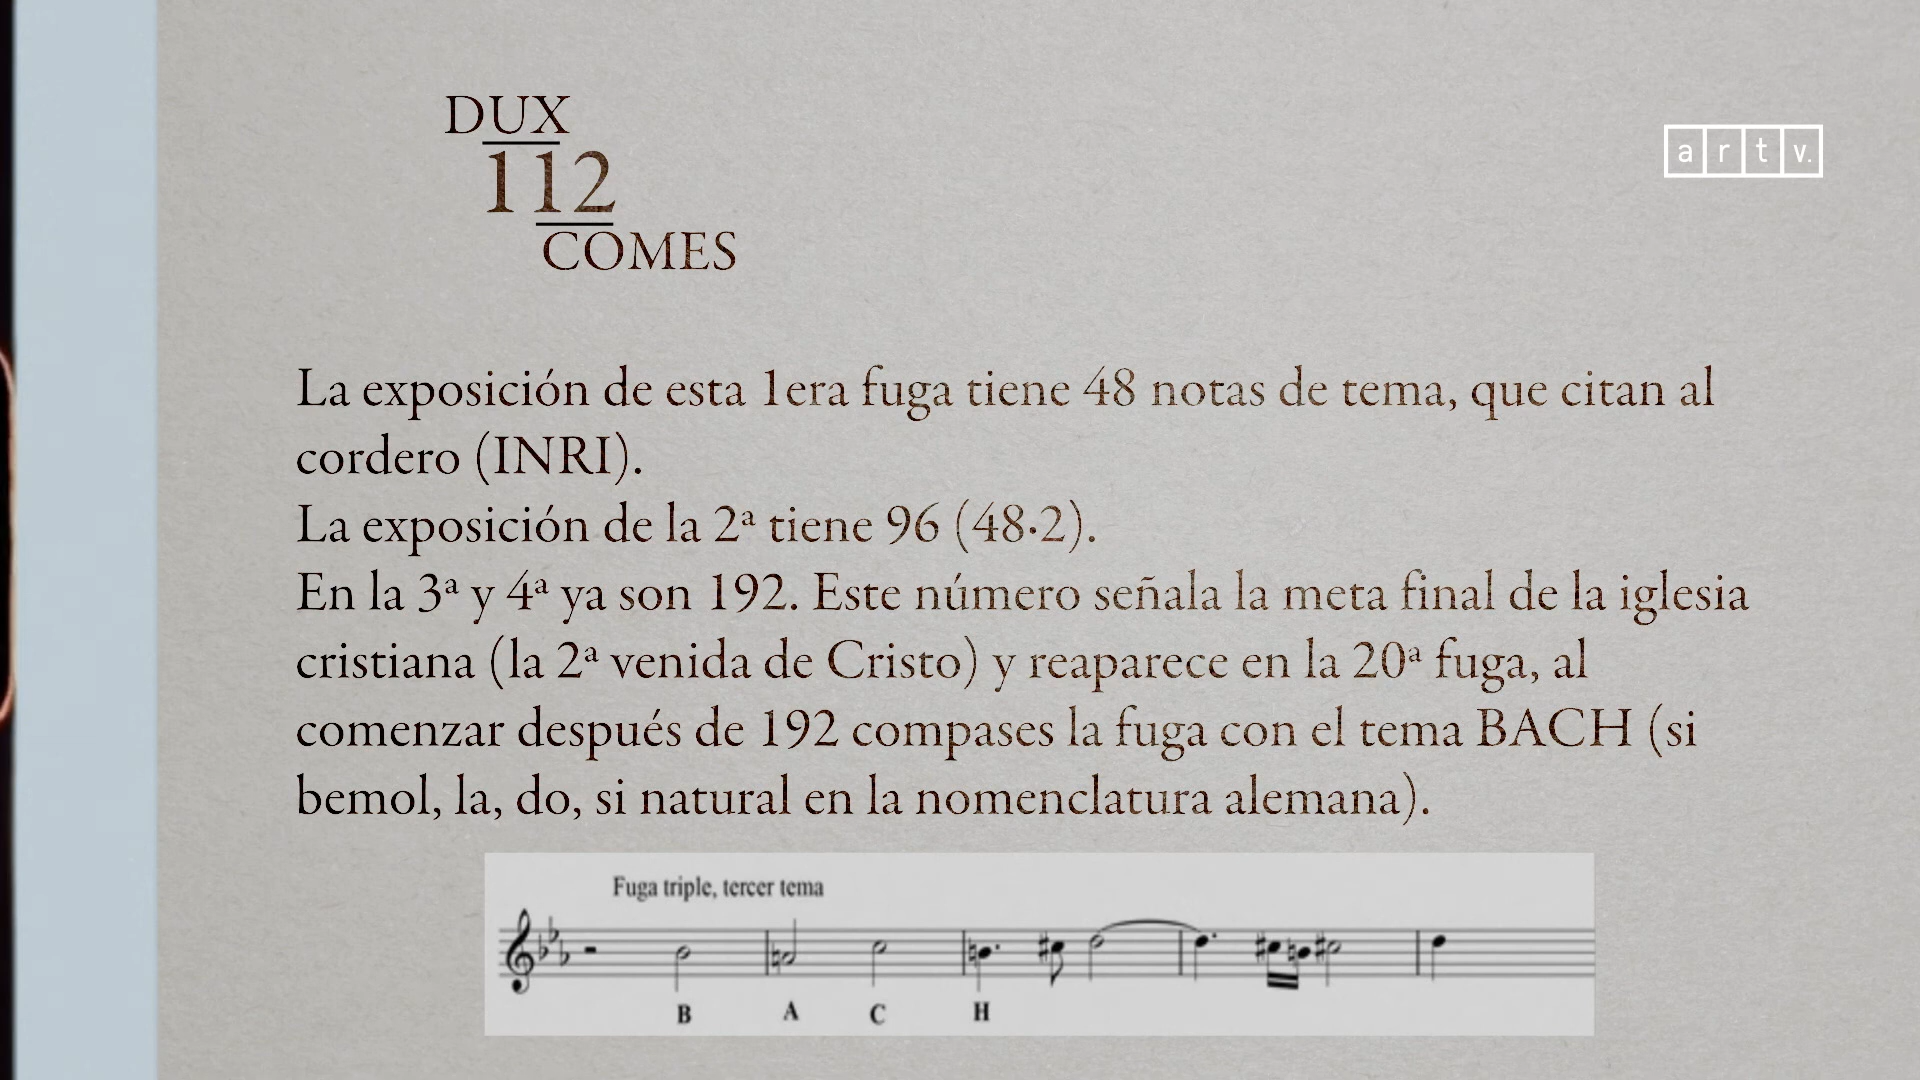 DUX
112
COMES
artv.
La exposición de esta 1era fuga tiene 48 notas de tema, que citan al
cordero (INRI).
La exposición de la 2ª tiene 96 (48·2).
En la 3ª y 4ª ya son 192. Este número señala la meta final de la iglesia
cristiana (la 2ª venida de Cristo) y reaparece en la 20ª fuga, al
comenzar después de 192 compases la fuga con el tema BACH (si
bemol, la, do, si natural en la nomenclatura alemana).
Fuga triple, tercer tema
B A C H